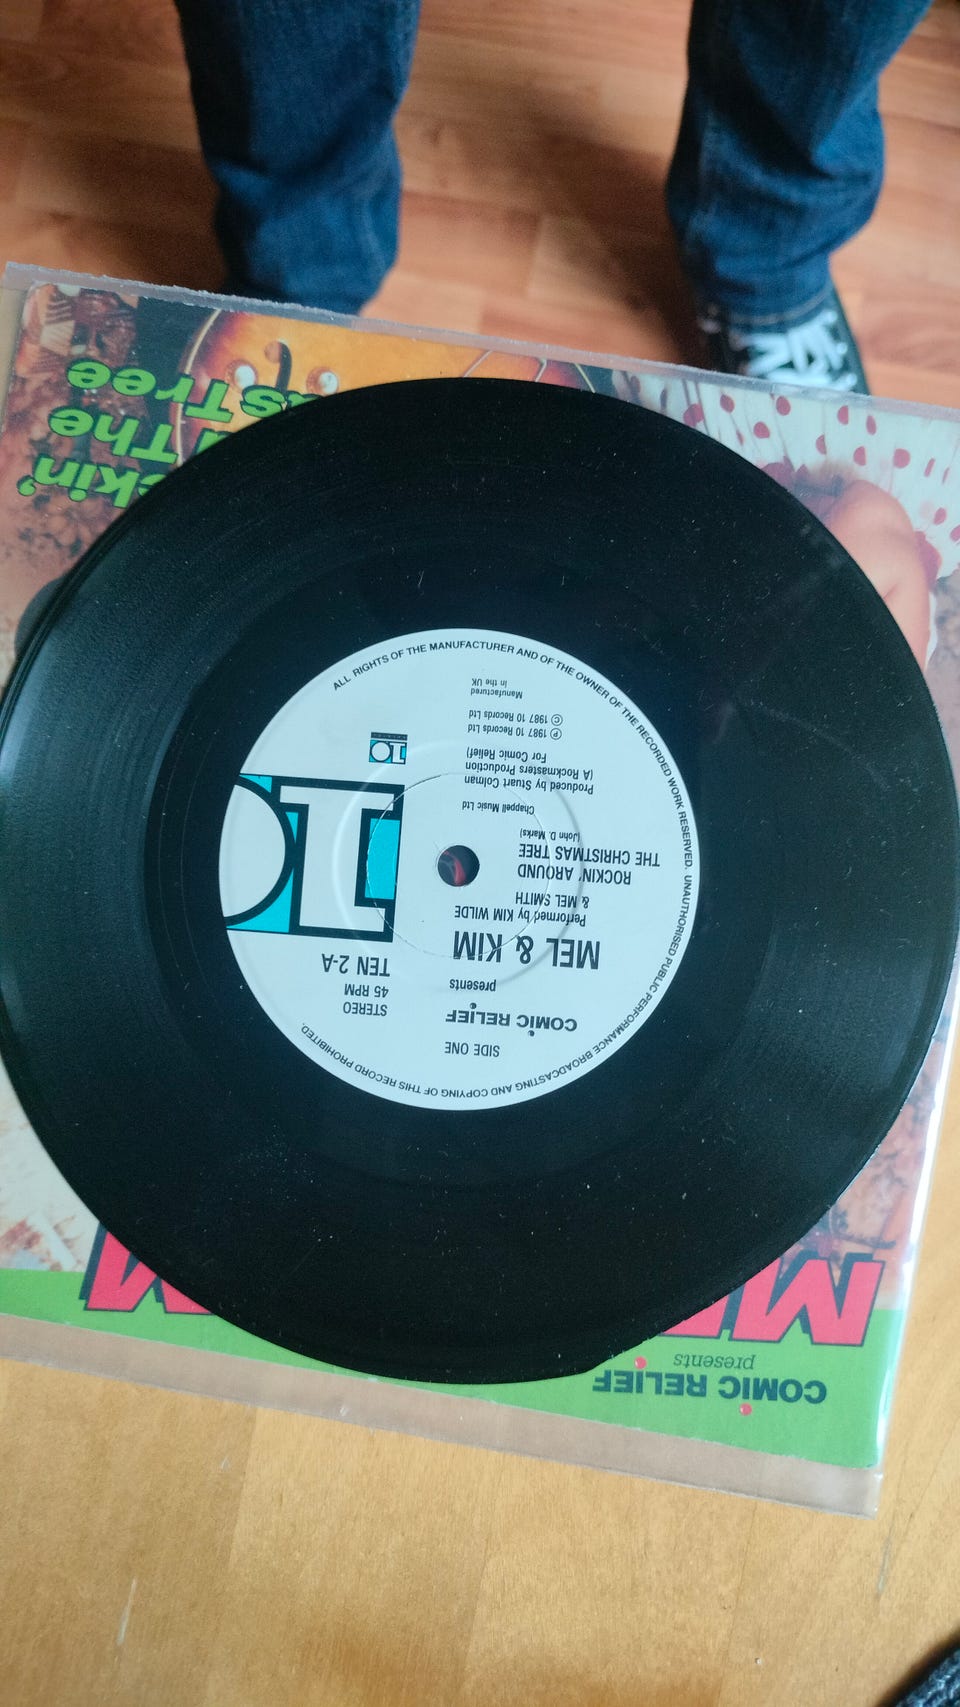 SIDE ONE
COMIC RELIEF
presents
MEL & KIM
Performed by KIM WILDE
& MEL SMITH
ROCKIN' AROUND
THE CHRISTMAS TREE
(John D. Marks)
Chappell Music Ltd
Produced by Stuart Colman
(A Rockmasters Production
For Comic Relief)
Ⓟ 1987 10 Records Ltd
Ⓒ 1987 10 Records Ltd
Manufactured
in the UK
STEREO
45 RPM
TEN 2-A
10
10
ALL RIGHTS OF THE MANUFACTURER AND OF THE OWNER OF THE RECORDED WORK RESERVED. UNAUTHORISED PUBLIC PERFORMANCE BROADCASTING AND COPYING OF THIS RECORD PROHIBITED.
COMIC RELIEF
presents
The
Tree